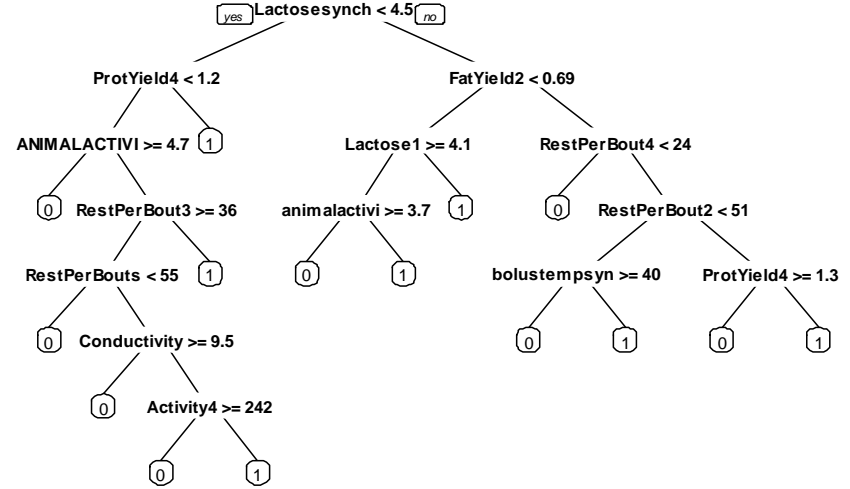 yes Lactosesynch < 4.5 no
ProtYield4 < 1.2 FatYield2 < 0.69
ANIMALACTIVI >= 4.7 1 Lactose1 >= 4.1 RestPerBout4 < 24
0 RestPerBout3 >= 36 animalactivi >= 3.7 1 0 RestPerBout2 < 51
RestPerBouts < 55 1 0 1 bolustempsyn >= 40 ProtYield4 >= 1.3
0 Conductivity >= 9.5 0 1 0 1
0 Activity4 >= 242
0 1